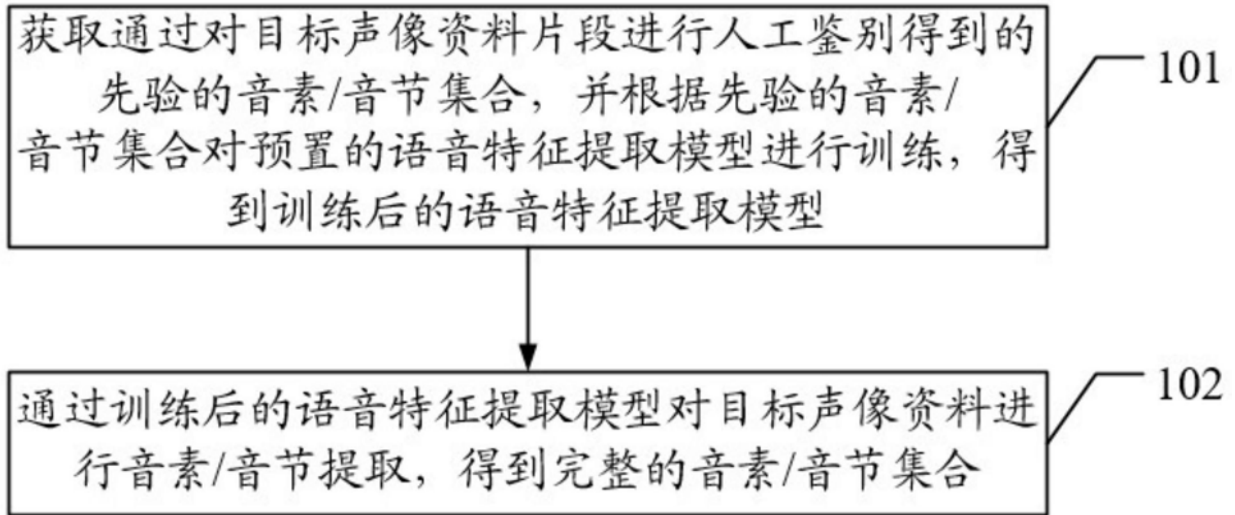 获取通过对目标声像资料片段进行人工鉴别得到的
先验的音素/音节集合，并根据先验的音素/
音节集合对预置的语音特征提取模型进行训练，得
到训练后的语音特征提取模型
101
通过训练后的语音特征提取模型对目标声像资料进
行音素/音节提取，得到完整的音素/音节集合
102